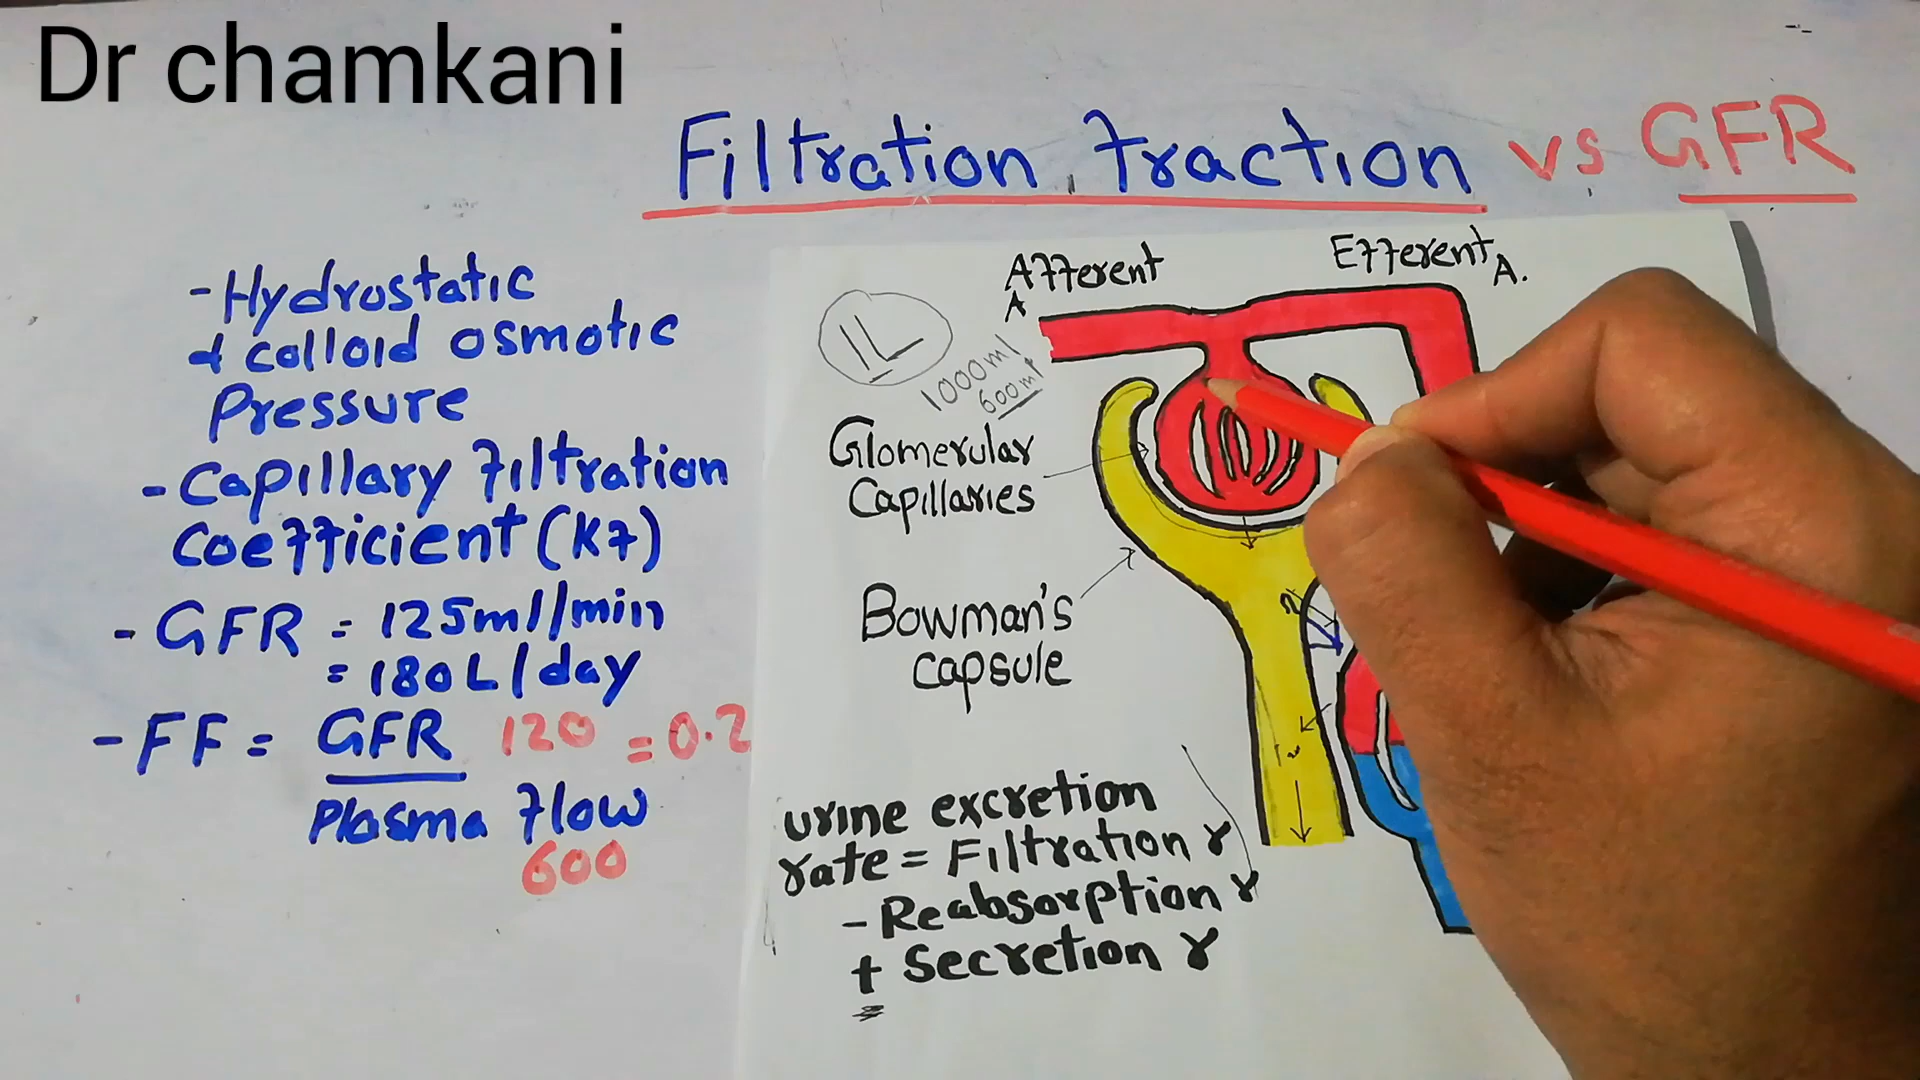 Dr chamkani
Filtration fraction vs GFR
- Hydrostatic
& colloid osmotic
Pressure
- Capillary filtration
Coefficient (Kf)
- GFR = 125ml/min
= 180L/day
- FF = GFR 120 = 0.2
Plasma flow
600
Afferent
A
Efferent A.
1L
1000ml
600ml
Glomerular
Capillaries
Bowman's
capsule
urine excretion
rate = Filtration r
- Reabsorption r
+ Secretion r